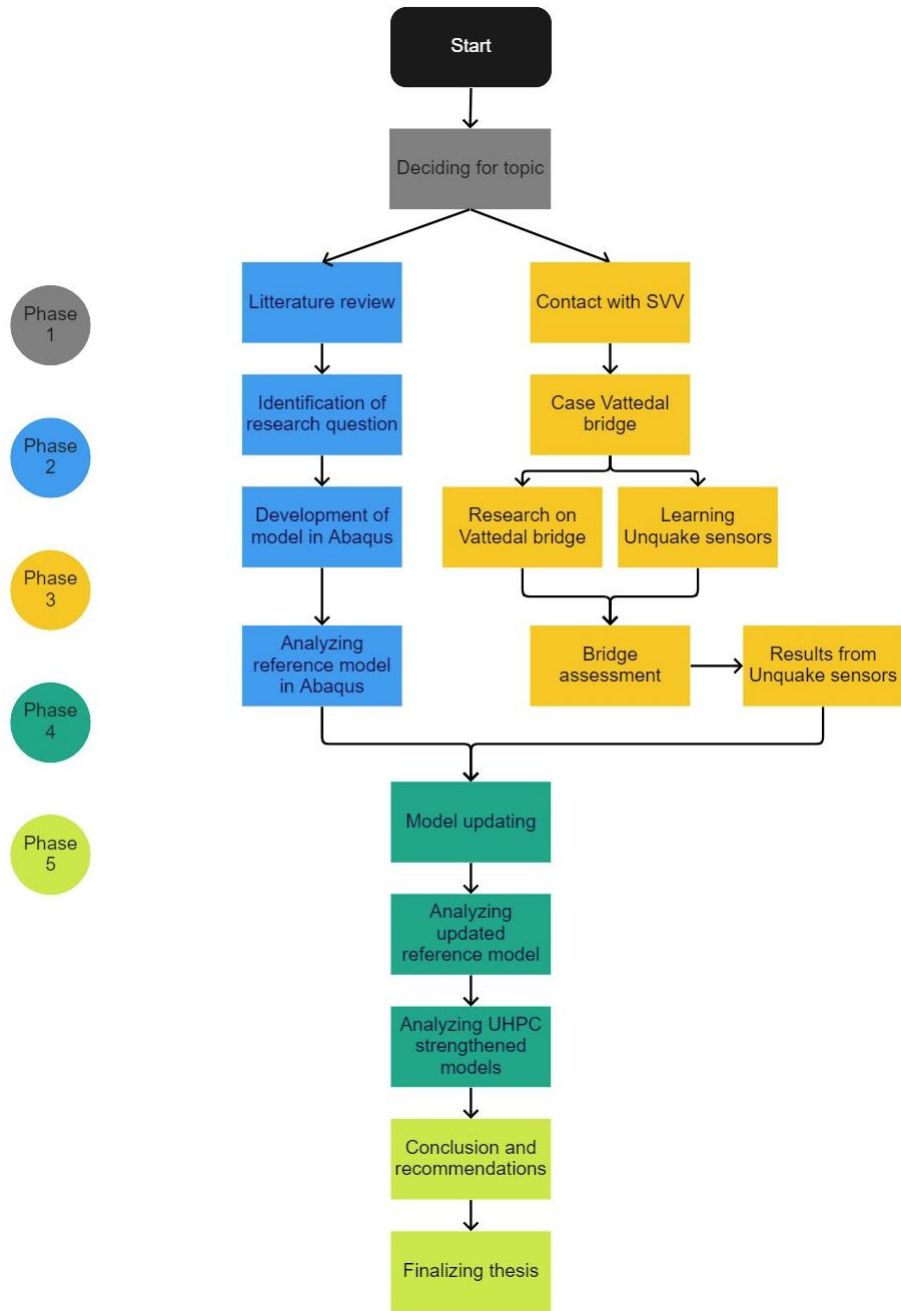 Start
Deciding for topic
Phase
1
Phase
2
Phase
3
Phase
4
Phase
5
Litterature review
Identification of
research question
Development of
model in Abaqus
Analyzing
reference model
in Abaqus
Contact with SVV
Case Vattedal
bridge
Research on
Vattedal bridge
Learning
Unquake sensors
Bridge
assessment
Results from
Unquake sensors
Model updating
Analyzing
updated
reference model
Analyzing UHPC
strengthened
models
Conclusion and
recommendations
Finalizing thesis